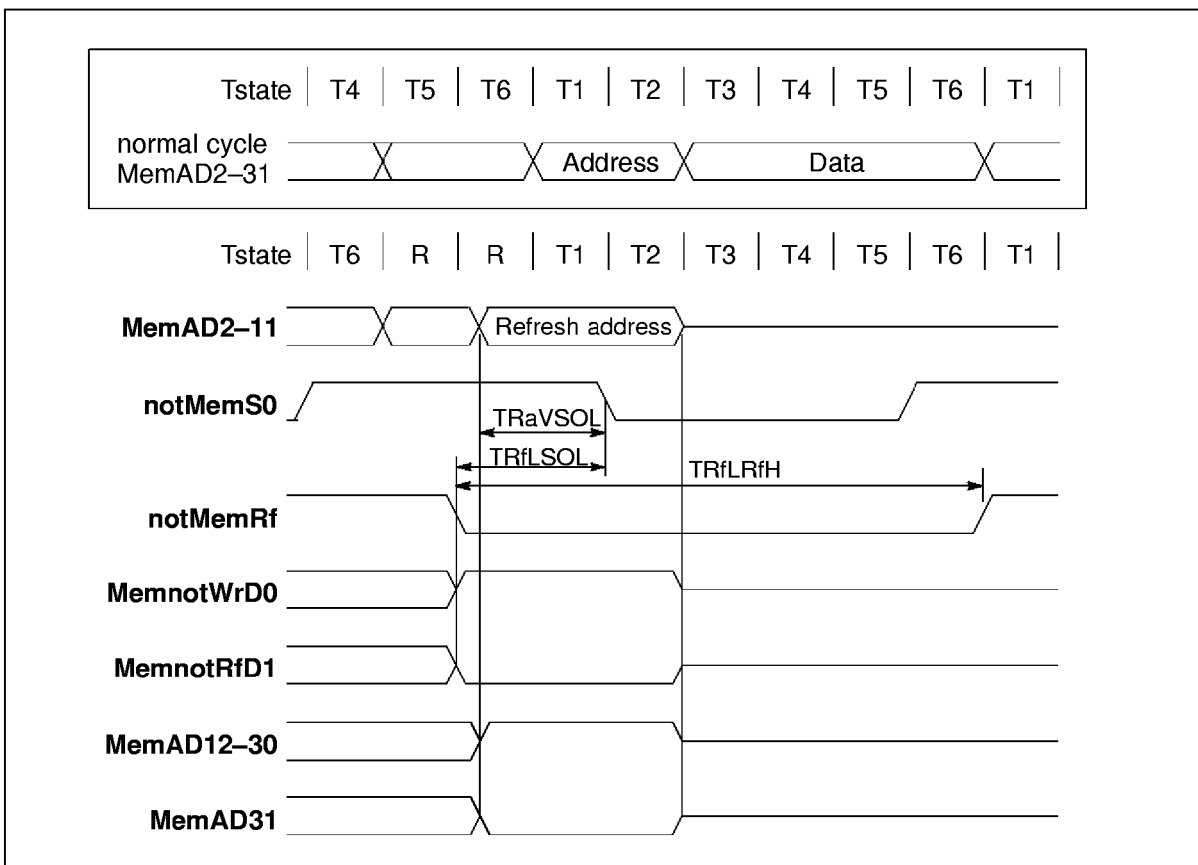 Tstate T4 T5 T6 T1 T2 T3 T4 T5 T6 T1
normal cycle
MemAD2–31 Address Data
Tstate T6 R R T1 T2 T3 T4 T5 T6 T1
MemAD2–11 Refresh address
notMemS0
TRaVSOL
TRfLSOL
TRfLRfH
notMemRf
MemnotWrD0
MemnotRfD1
MemAD12–30
MemAD31